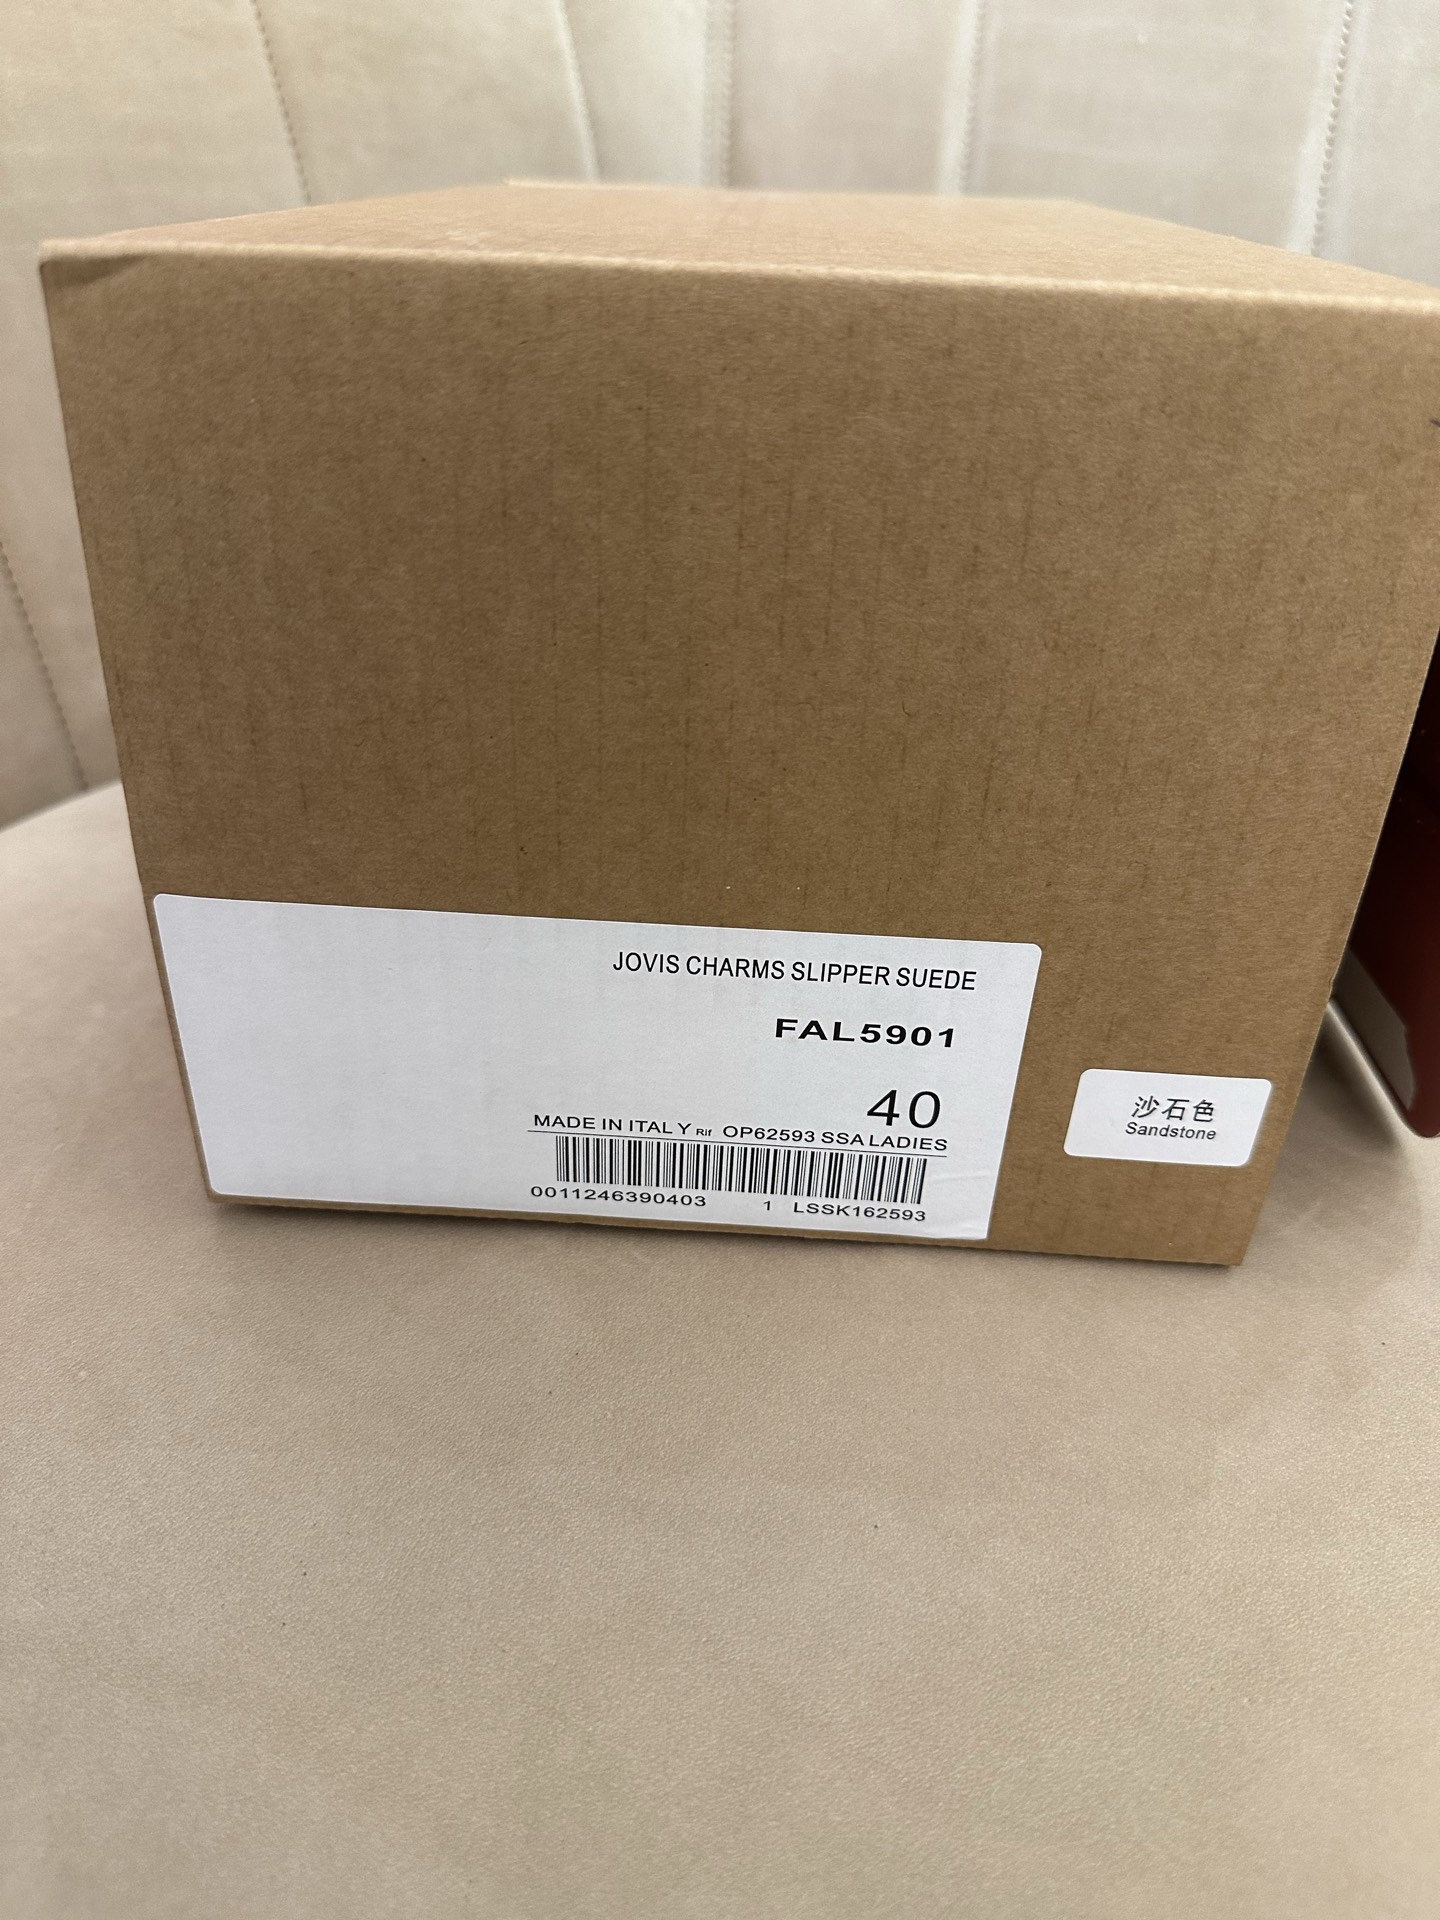 JOVIS CHARMS SLIPPER SUEDE
FAL5901
40
MADE IN ITAL Y Rif OP62593 SSA LADIES
0011246390403 1 LSSK162593
沙石色
Sandstone